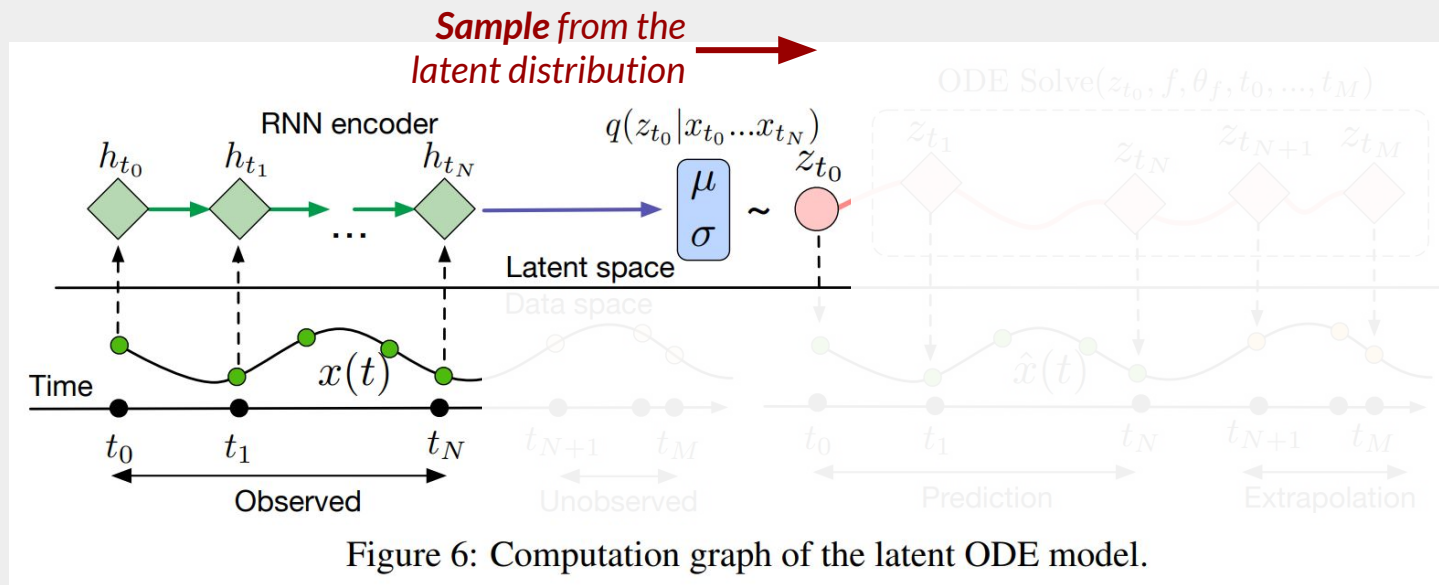 Sample from the
latent distribution
ODE Solve(z_{t_0}, f, θ_f, t_0, ..., t_M)
RNN encoder
q(z_{t_0}|x_{t_0}...x_{t_N})
h_{t_0} h_{t_1} h_{t_N}
z_{t_0} z_{t_1} z_{t_N} z_{t_{N+1}} z_{t_M}
μ
σ
~
...
Latent space
Data space
x(t) x̂(t)
Time
t_0 t_1 t_N t_{N+1} t_M t_0 t_1 t_N t_{N+1} t_M
Observed Unobserved Prediction Extrapolation
Figure 6: Computation graph of the latent ODE model.